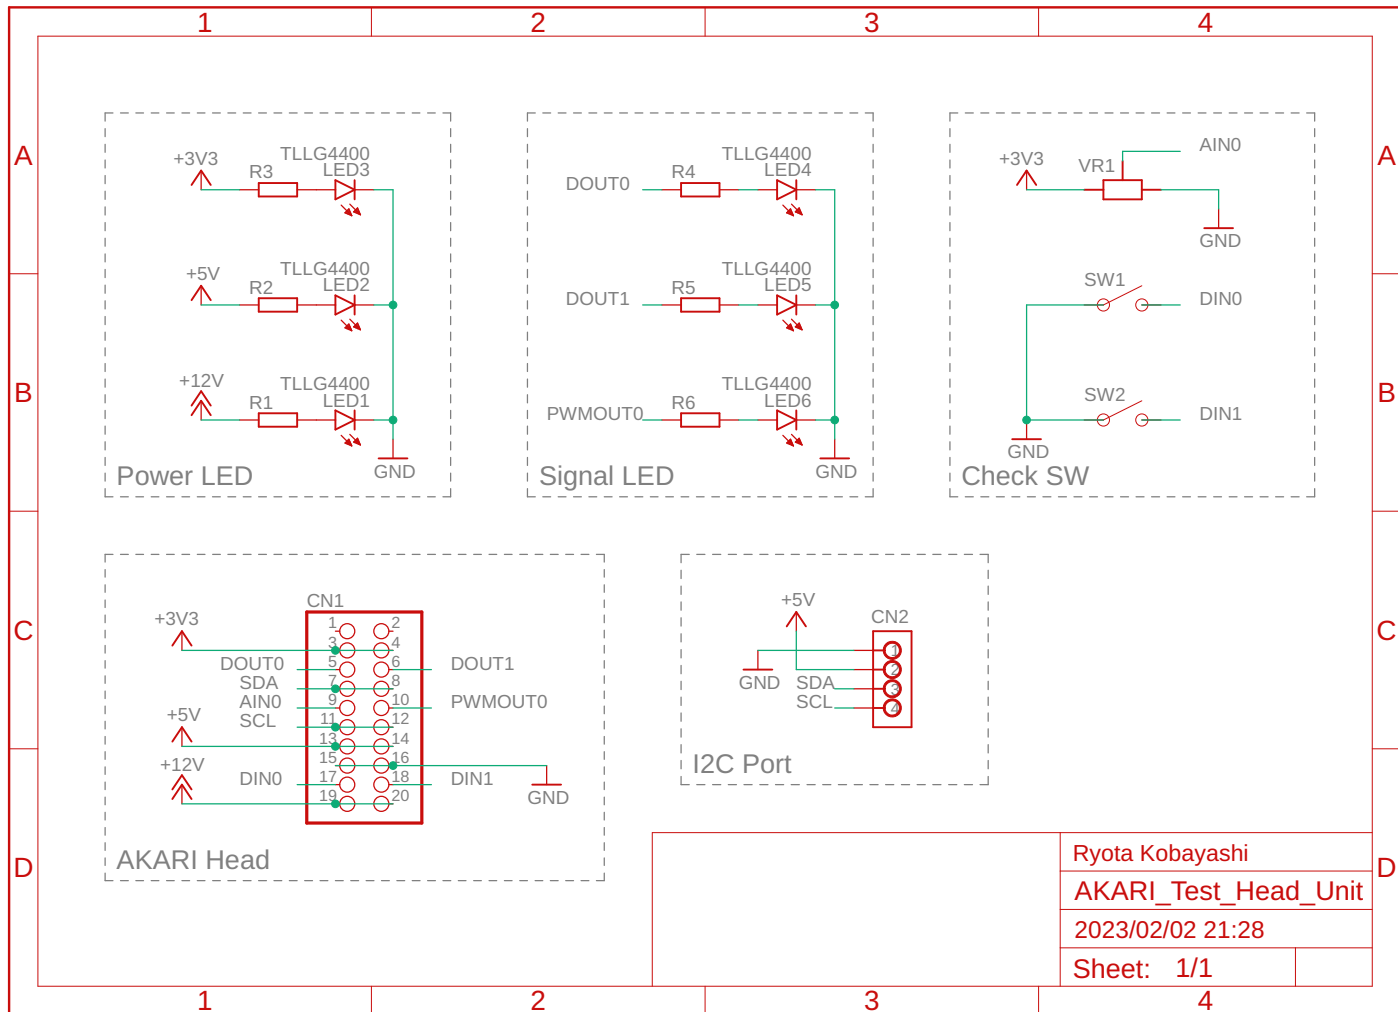 1 2 3 4
A A
+3V3 R3 TLLG4400 LED3
+5V R2 TLLG4400 LED2
+12V R1 TLLG4400 LED1
GND
Power LED
DOUT0 R4 TLLG4400 LED4
DOUT1 R5 TLLG4400 LED5
PWMOUT0 R6 TLLG4400 LED6
GND
Signal LED
+3V3 VR1 AIN0
GND
SW1 DIN0
SW2 DIN1
GND
Check SW
B B
C C
CN1
+3V3
1 2
3 4
DOUT0 5 6 DOUT1
SDA 7 8
AIN0 9 10 PWMOUT0
SCL 11 12
+5V 13 14
15 16
+12V
DIN0 17 18 DIN1
19 20
GND
AKARI Head
+5V
CN2
1
GND 2
SDA 3
SCL 4
I2C Port
D D
Ryota Kobayashi
AKARI_Test_Head_Unit
2023/02/02 21:28
Sheet: 1/1
1 2 3 4